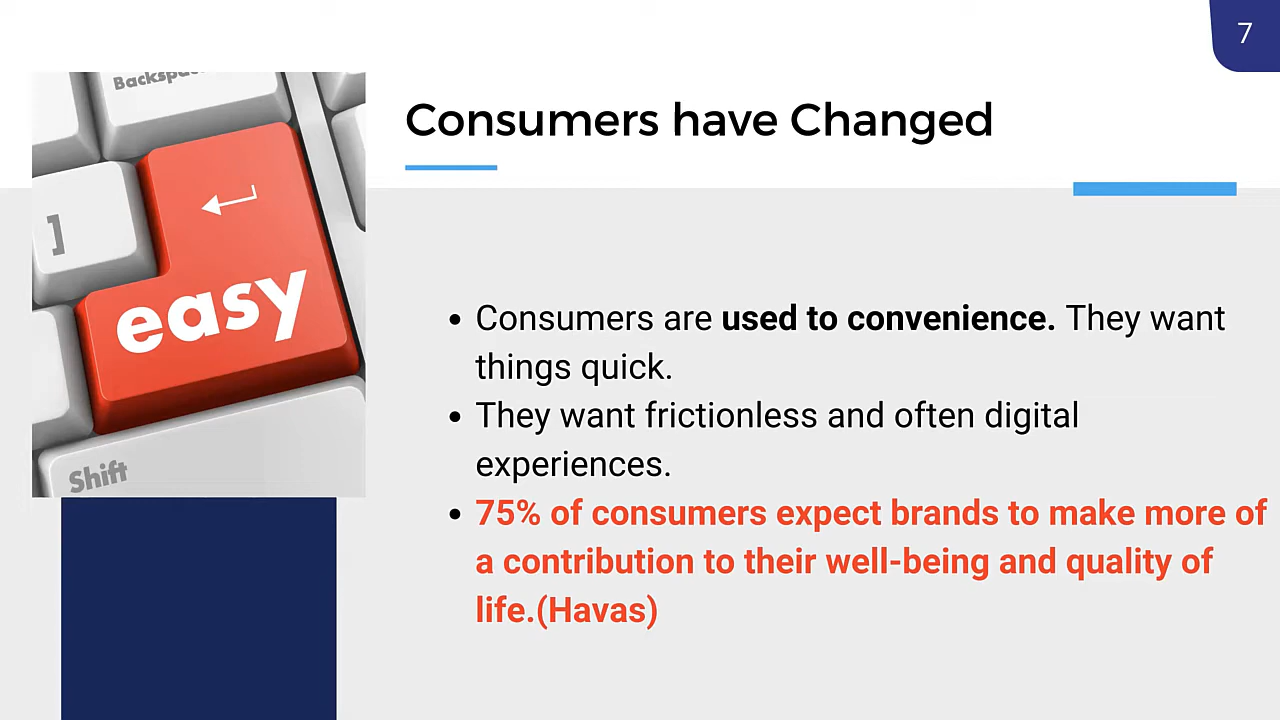 7
Backspa
Consumers have Changed
]
easy
Shift
• Consumers are used to convenience. They want
things quick.
• They want frictionless and often digital
experiences.
• 75% of consumers expect brands to make more of
a contribution to their well-being and quality of
life.(Havas)